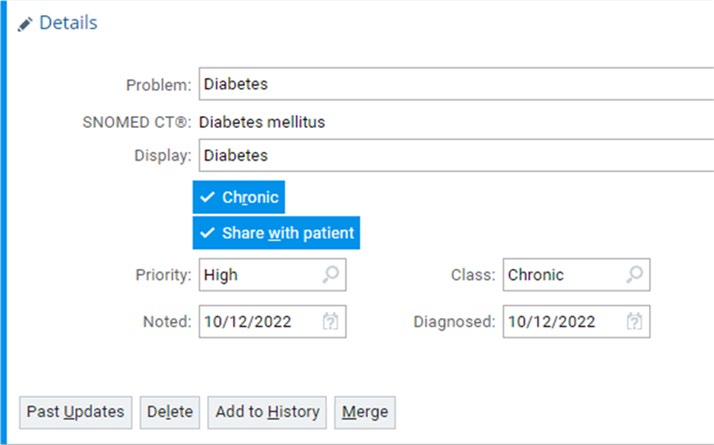 Details
Problem: Diabetes
SNOMED CT®: Diabetes mellitus
Display: Diabetes
Chronic
Share with patient
Priority: High Class: Chronic
Noted: 10/12/2022 Diagnosed: 10/12/2022
Past Updates Delete Add to History Merge